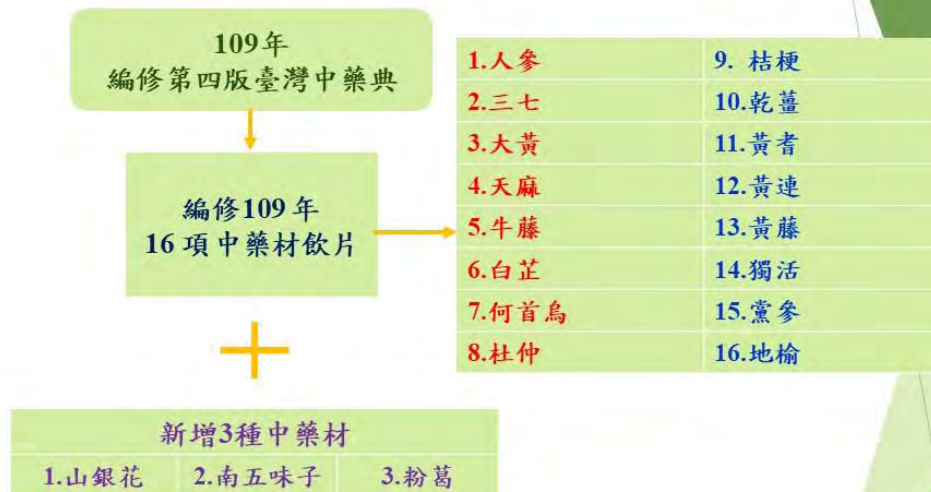 109年
編修第四版臺灣中藥典
編修109年
16項中藥材飲片
1.人參
9. 桔梗
2.三七
10.乾薑
3.大黃
11.黃耆
4.天麻
12.黃連
5.牛藤
13.黃藤
6.白芷
14.獨活
7.何首烏
15.黨參
8.杜仲
16.地榆
新增3種中藥材
1.山銀花
2.南五味子
3.粉葛